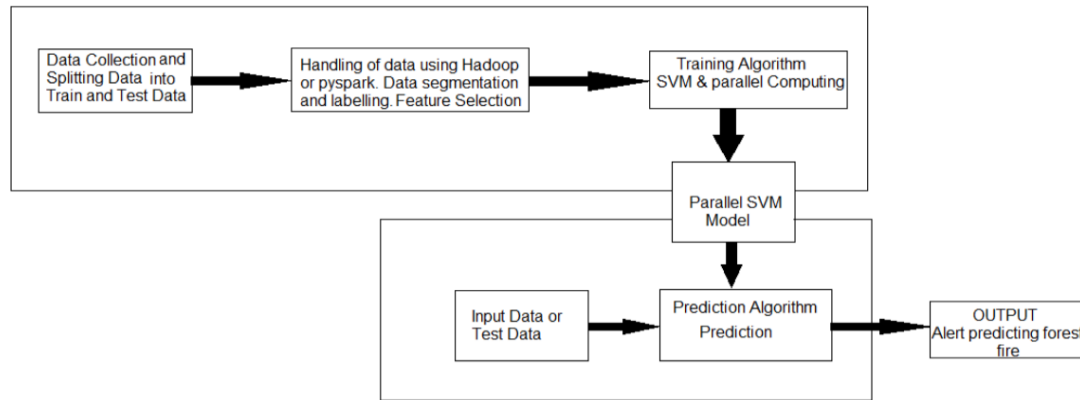 Data Collection and
Splitting Data into
Train and Test Data
Handling of data using Hadoop
or pyspark. Data segmentation
and labelling. Feature Selection
Training Algorithm
SVM & parallel Computing
Parallel SVM
Model
Input Data or
Test Data
Prediction Algorithm
Prediction
OUTPUT
Alert predicting forest
fire